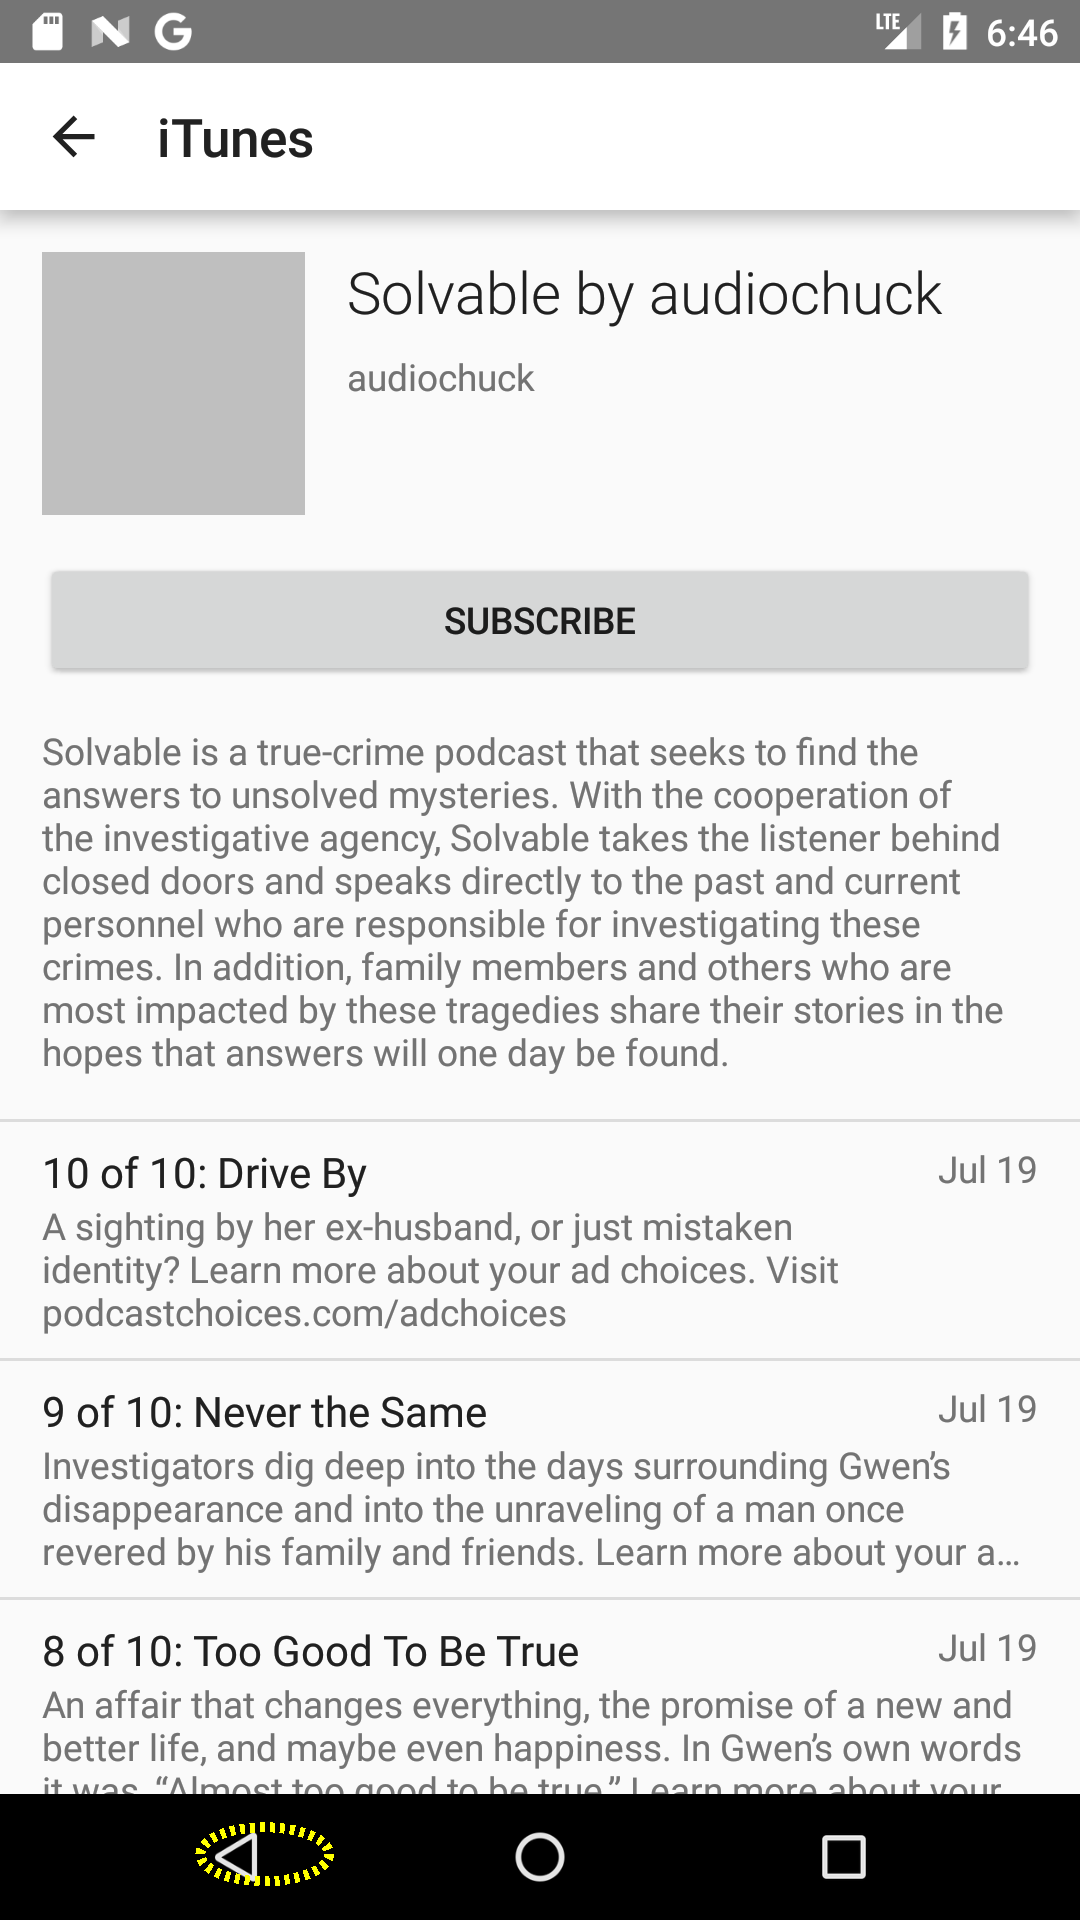 LTE 6:46
iTunes
Solvable by audiochuck
audiochuck
SUBSCRIBE
Solvable is a true-crime podcast that seeks to find the
answers to unsolved mysteries. With the cooperation of
the investigative agency, Solvable takes the listener behind
closed doors and speaks directly to the past and current
personnel who are responsible for investigating these
crimes. In addition, family members and others who are
most impacted by these tragedies share their stories in the
hopes that answers will one day be found.
10 of 10: Drive By
Jul 19
A sighting by her ex-husband, or just mistaken
identity? Learn more about your ad choices. Visit
podcastchoices.com/adchoices
9 of 10: Never the Same
Jul 19
Investigators dig deep into the days surrounding Gwen’s
disappearance and into the unraveling of a man once
revered by his family and friends. Learn more about your a…
8 of 10: Too Good To Be True
Jul 19
An affair that changes everything, the promise of a new and
better life, and maybe even happiness. In Gwen’s own words
it was, “Almost too good to be true.” Learn more about your